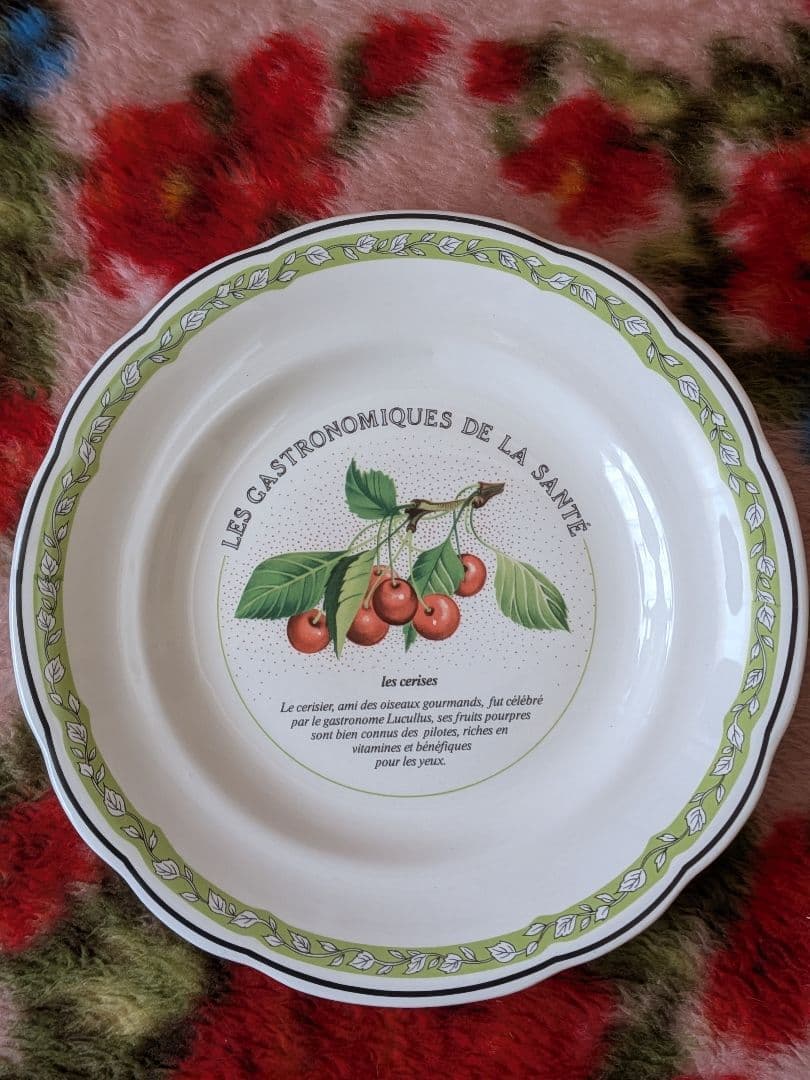 LES GASTRONOMIQUES DE LA SANTÉ
les cerises
Le cerisier, ami des oiseaux gourmands, fut célébré
par le gastronome Lucullus, ses fruits pourpres
sont bien connus des pilotes, riches en
vitamines et bénéfiques
pour les yeux.